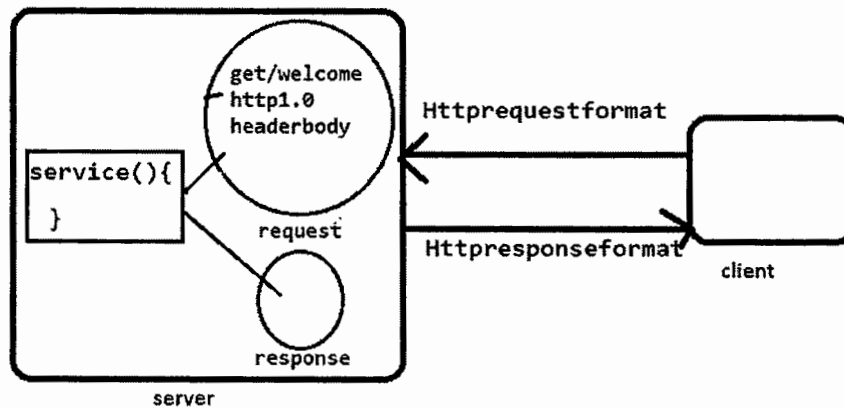 get/welcome
http1.0
headerbody
service(){
}
request
response
server
Httprequestformat
Httpresponseformat
client